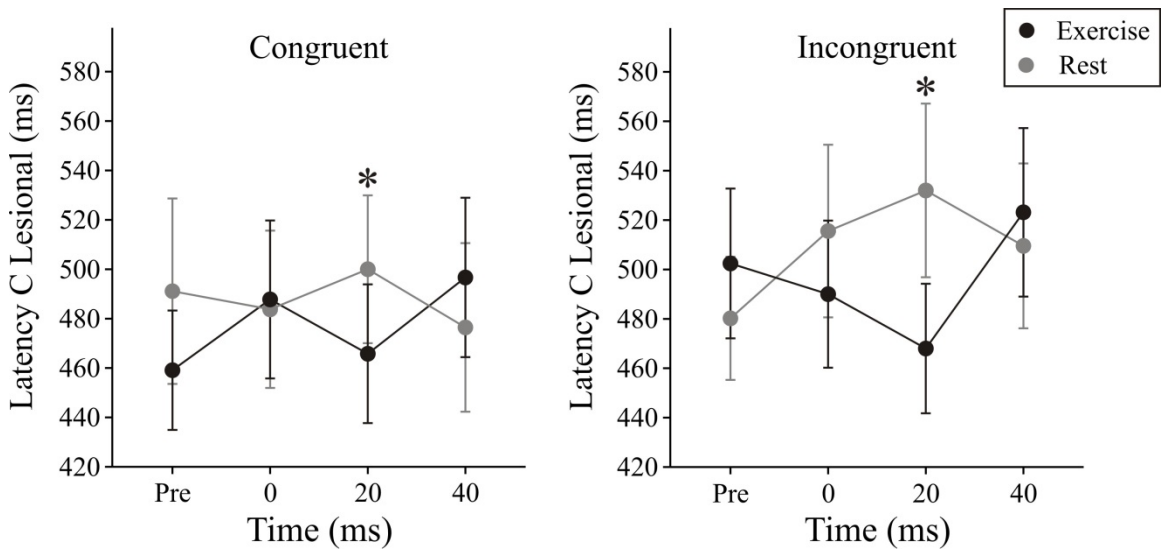 Congruent
Latency C Lesional (ms)
580
560
540
520
500
480
460
440
420
*
Pre 0 20 40
Time (ms)
Incongruent
Exercise
Rest
Latency C Lesional (ms)
580
560
540
520
500
480
460
440
420
*
Pre 0 20 40
Time (ms)